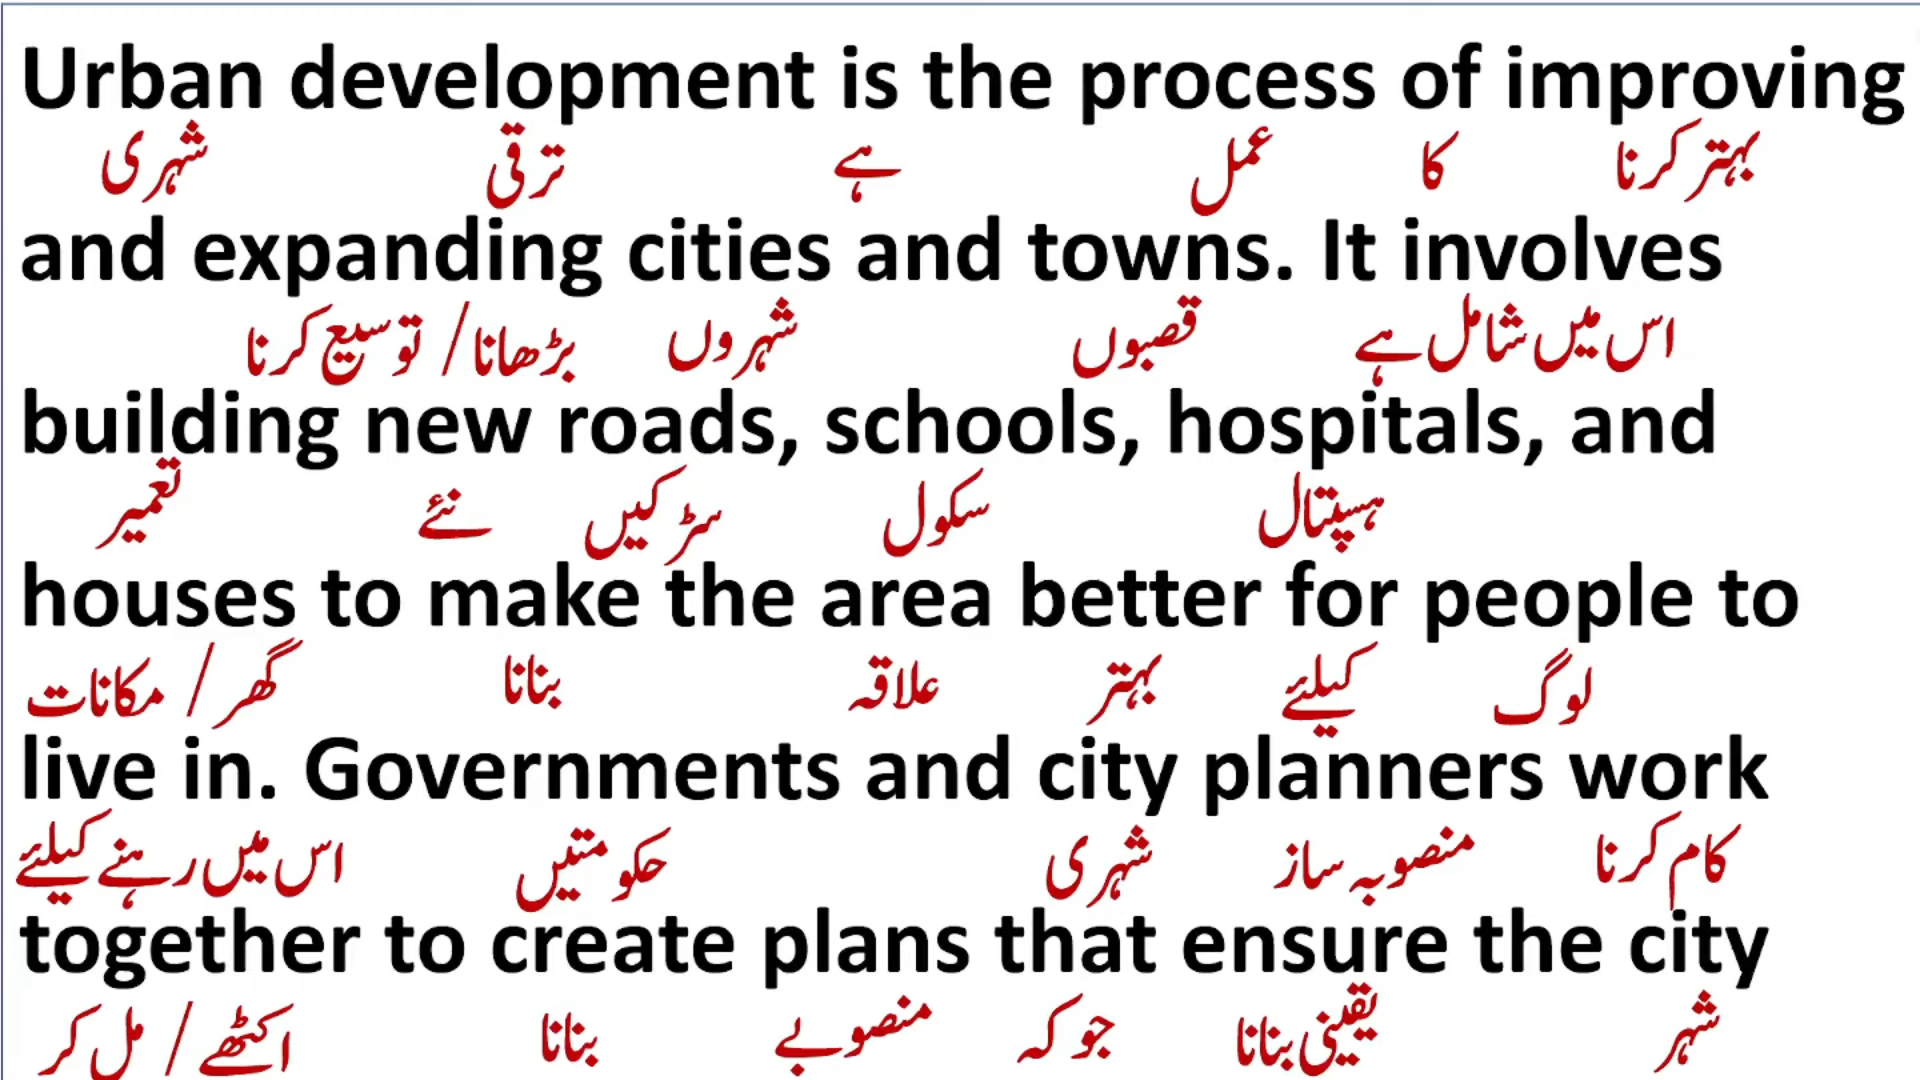 Urban development is the process of improving
شہری ترقی ہے عمل کا بہتر کرنا
and expanding cities and towns. It involves
بڑھانا/ توسیع کرنا شہروں قصبوں اس میں شامل ہے
building new roads, schools, hospitals, and
تعمیر نئے سڑکیں سکول ہسپتال
houses to make the area better for people to
گھر/ مکانات بنانا علاقہ بہتر کیلئے لوگ
live in. Governments and city planners work
اس میں رہنے کیلئے حکومتیں شہری منصوبہ ساز کام کرنا
together to create plans that ensure the city
اکٹھے/ مل کر بنانا منصوبے جو کہ یقینی بنانا شہر